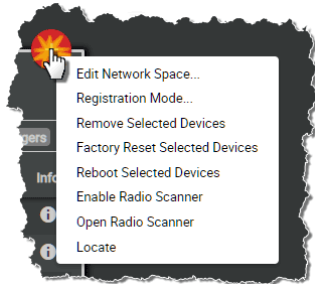 Edit Network Space...
Registration Mode...
Remove Selected Devices
gers
Factory Reset Selected Devices
Reboot Selected Devices
Info
Enable Radio Scanner
Open Radio Scanner
Locate